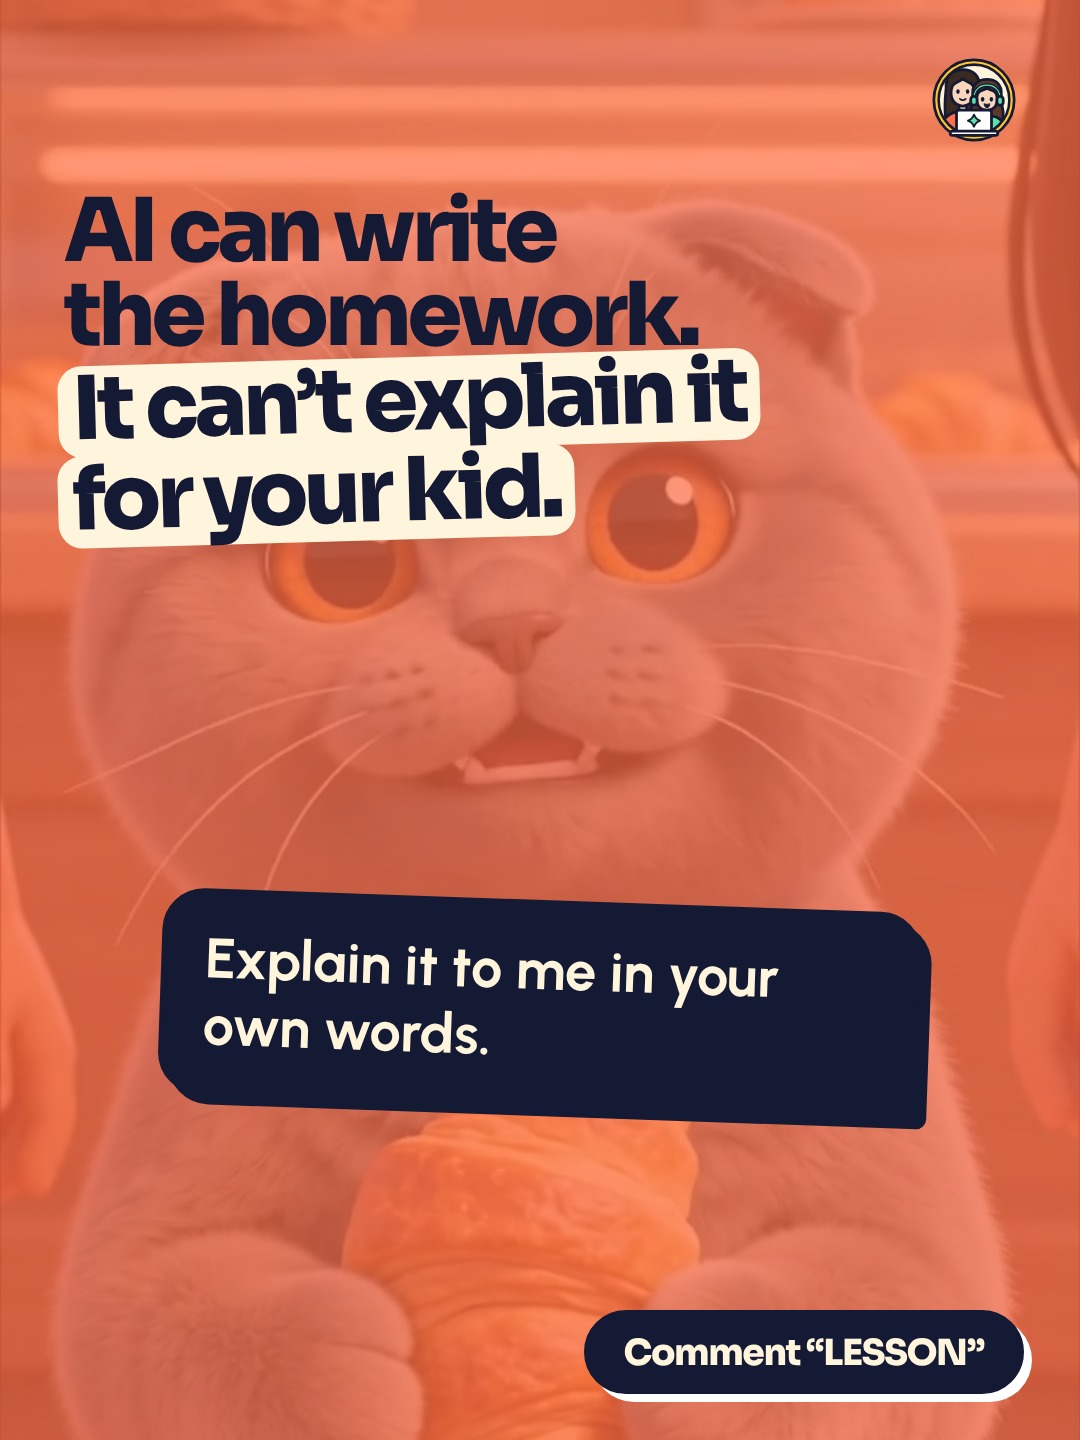 AI can write
the homework.
It can’t explain it
for your kid.
Explain it to me in your
own words.
Comment “LESSON”